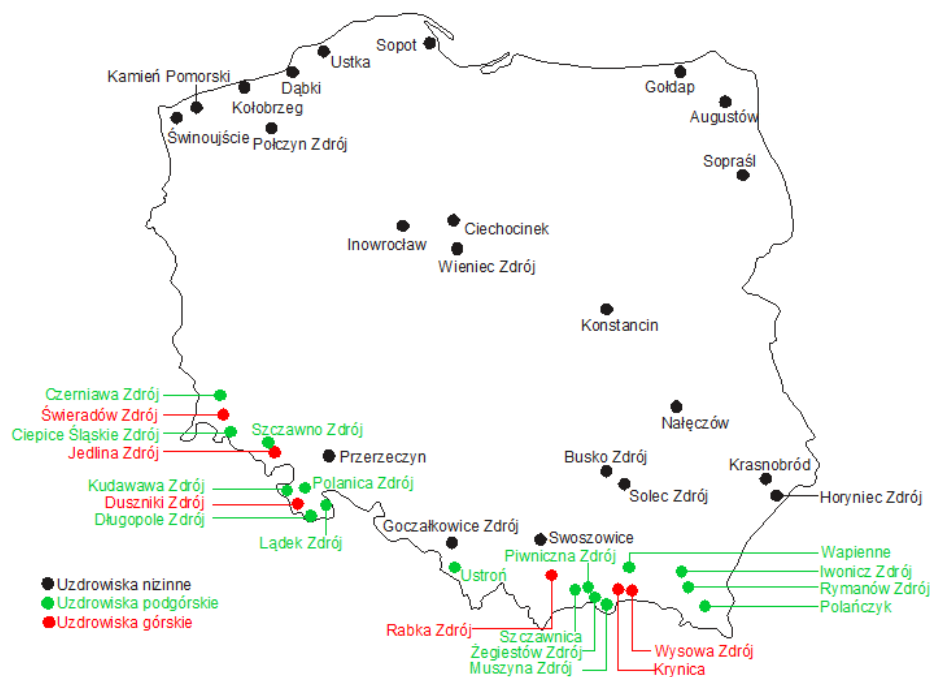 Sopot
Ustka
Kamień Pomorski
Dąbki
Gołdap
Kołobrzeg
Augustów
Świnoujście
Połczyn Zdrój
Sopraśl
Ciechocinek
Inowrocław
Wieniec Zdrój
Konstancin
Czerniawa Zdrój
Świeradów Zdrój
Nałęczów
Ciepice Śląskie Zdrój
Szczawno Zdrój
Jedlina Zdrój
Przerzeczyn
Busko Zdrój
Krasnobród
Kudawawa Zdrój
Polanica Zdrój
Solec Zdrój
Horyniec Zdrój
Duszniki Zdrój
Długopole Zdrój
Goczałkowice Zdrój
Lądek Zdrój
Swoszowice
Piwniczna Zdrój
Wapienne
Ustroń
Iwonicz Zdrój
Rymanów Zdrój
Polańczyk
Uzdrowiska nizinne
Uzdrowiska podgórskie
Uzdrowiska górskie
Rabka Zdrój
Szczawnica
Żegiestów Zdrój
Wysowa Zdrój
Muszyna Zdrój
Krynica